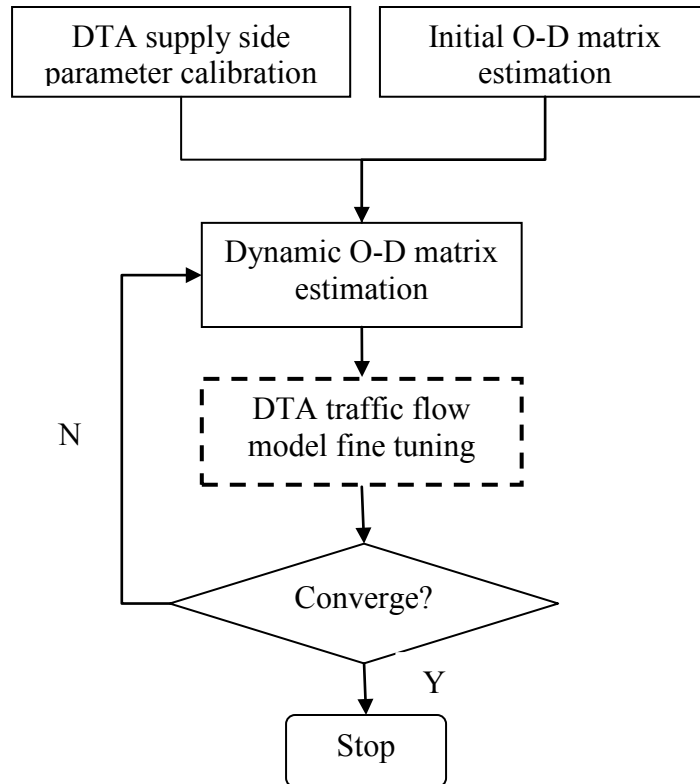 DTA supply side
parameter calibration
Initial O-D matrix
estimation
Dynamic O-D matrix
estimation
DTA traffic flow
model fine tuning
N
Converge?
Y
Stop